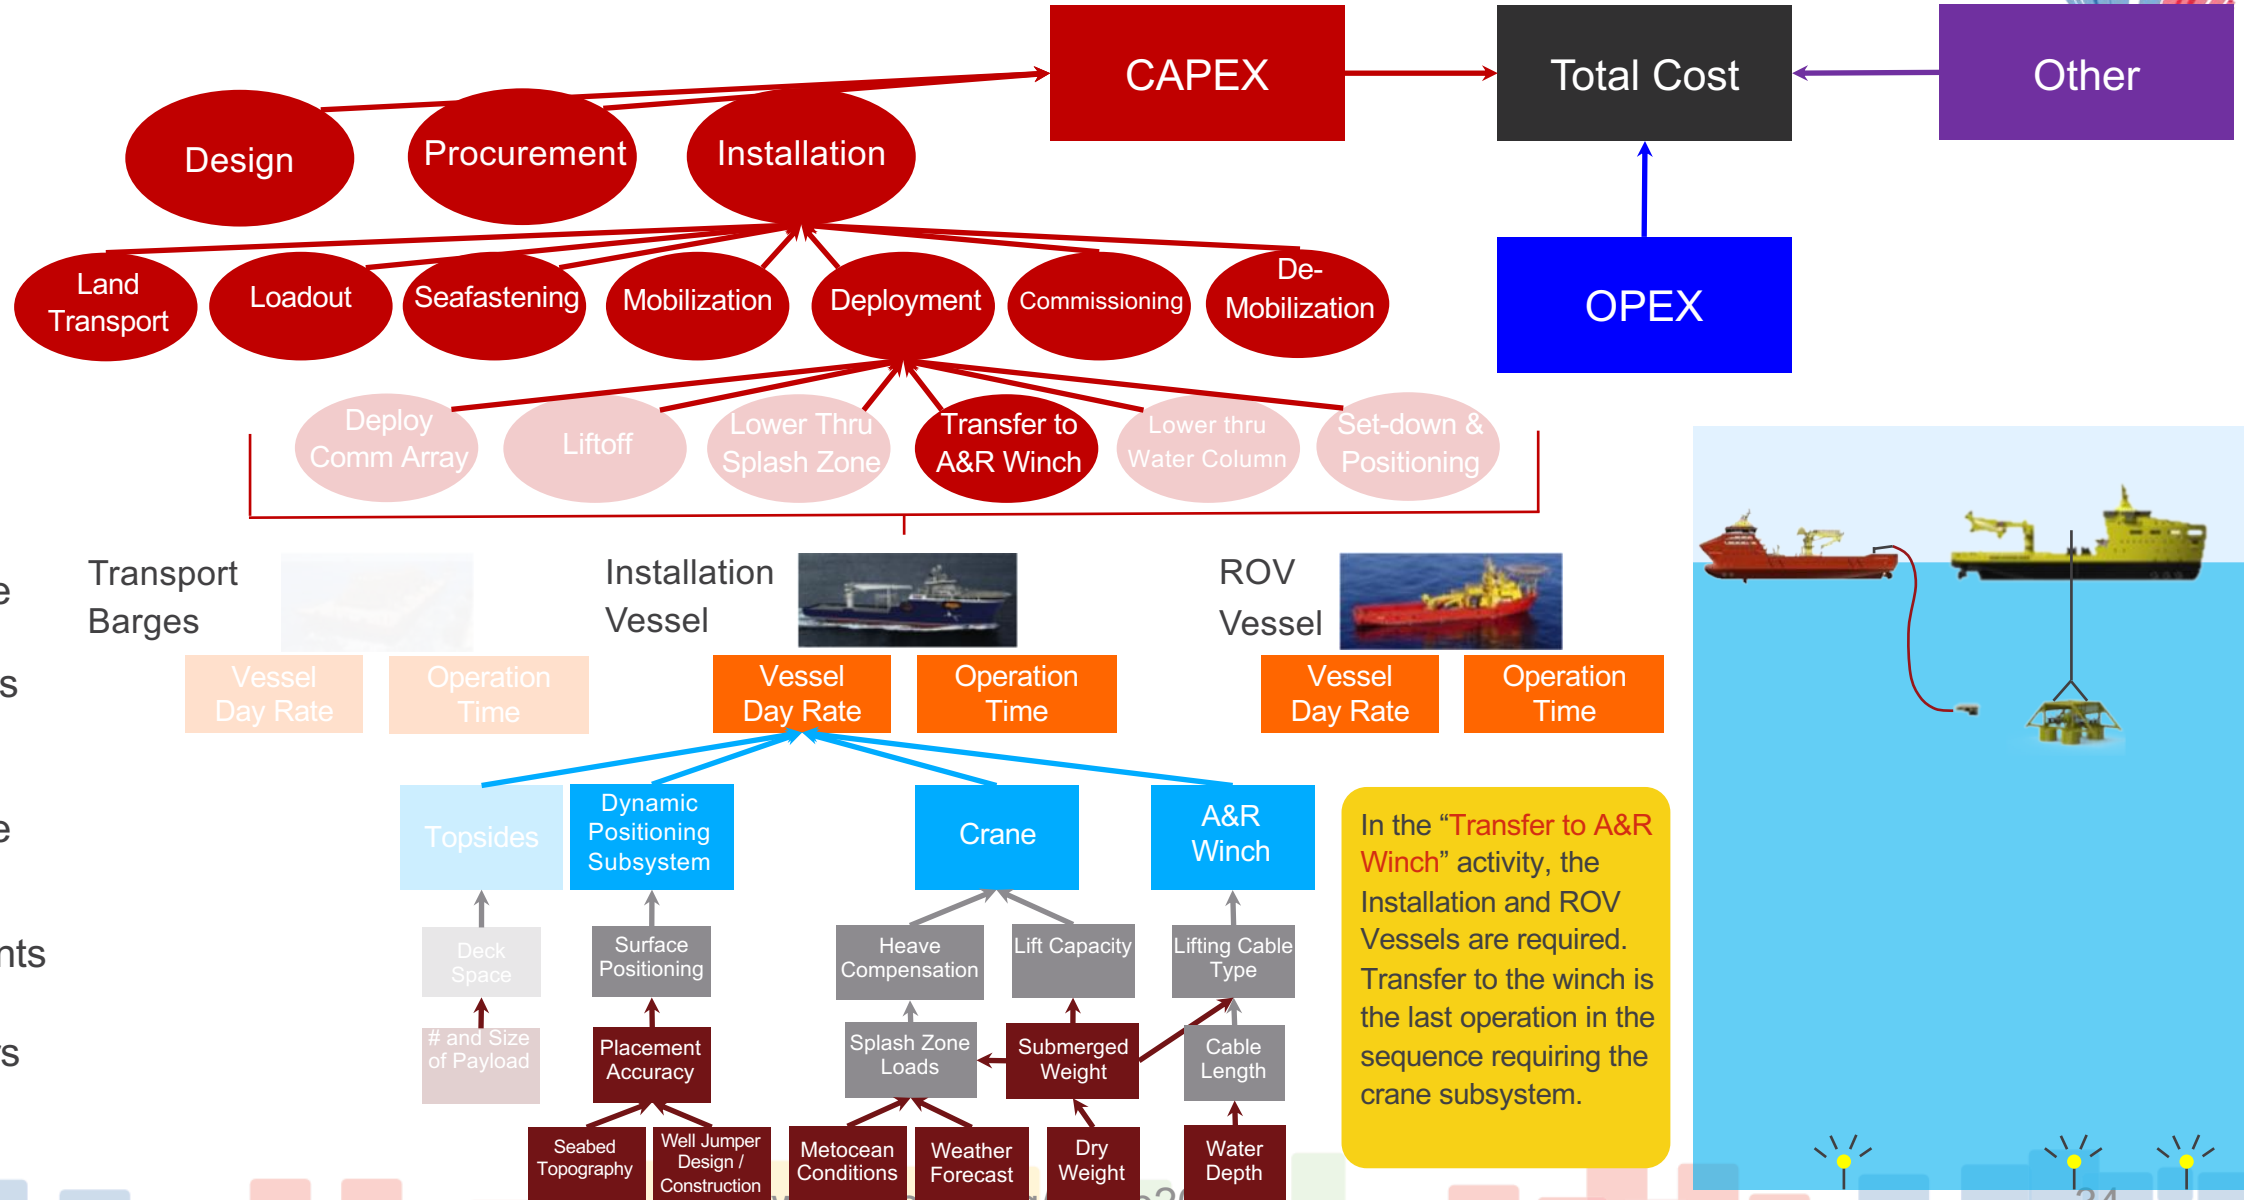 CAPEX
Total Cost
Other
Design
Procurement
Installation
OPEX
Land
Transport
Loadout
Seafastening
Mobilization
Deployment
Commissioning
De-
Mobilization
Deploy
Comm Array
Liftoff
Lower Thru
Splash Zone
Transfer to
A&R Winch
Lower thru
Water Column
Set-down &
Positioning
Transport
Barges
Installation
Vessel
ROV
Vessel
Vessel
Day Rate
Operation
Time
Vessel
Day Rate
Operation
Time
Vessel
Day Rate
Operation
Time
Topsides
Dynamic
Positioning
Subsystem
Crane
A&R
Winch
Deck
Space
Surface
Positioning
Heave
Compensation
Lift Capacity
Lifting Cable
Type
# and Size
of Payload
Placement
Accuracy
Splash Zone
Loads
Submerged
Weight
Cable
Length
Seabed
Topography
Well Jumper
Design /
Construction
Metocean
Conditions
Weather
Forecast
Dry
Weight
Water
Depth
In the “Transfer to A&R
Winch” activity, the
Installation and ROV
Vessels are required.
Transfer to the winch is
the last operation in the
sequence requiring the
crane subsystem.
34